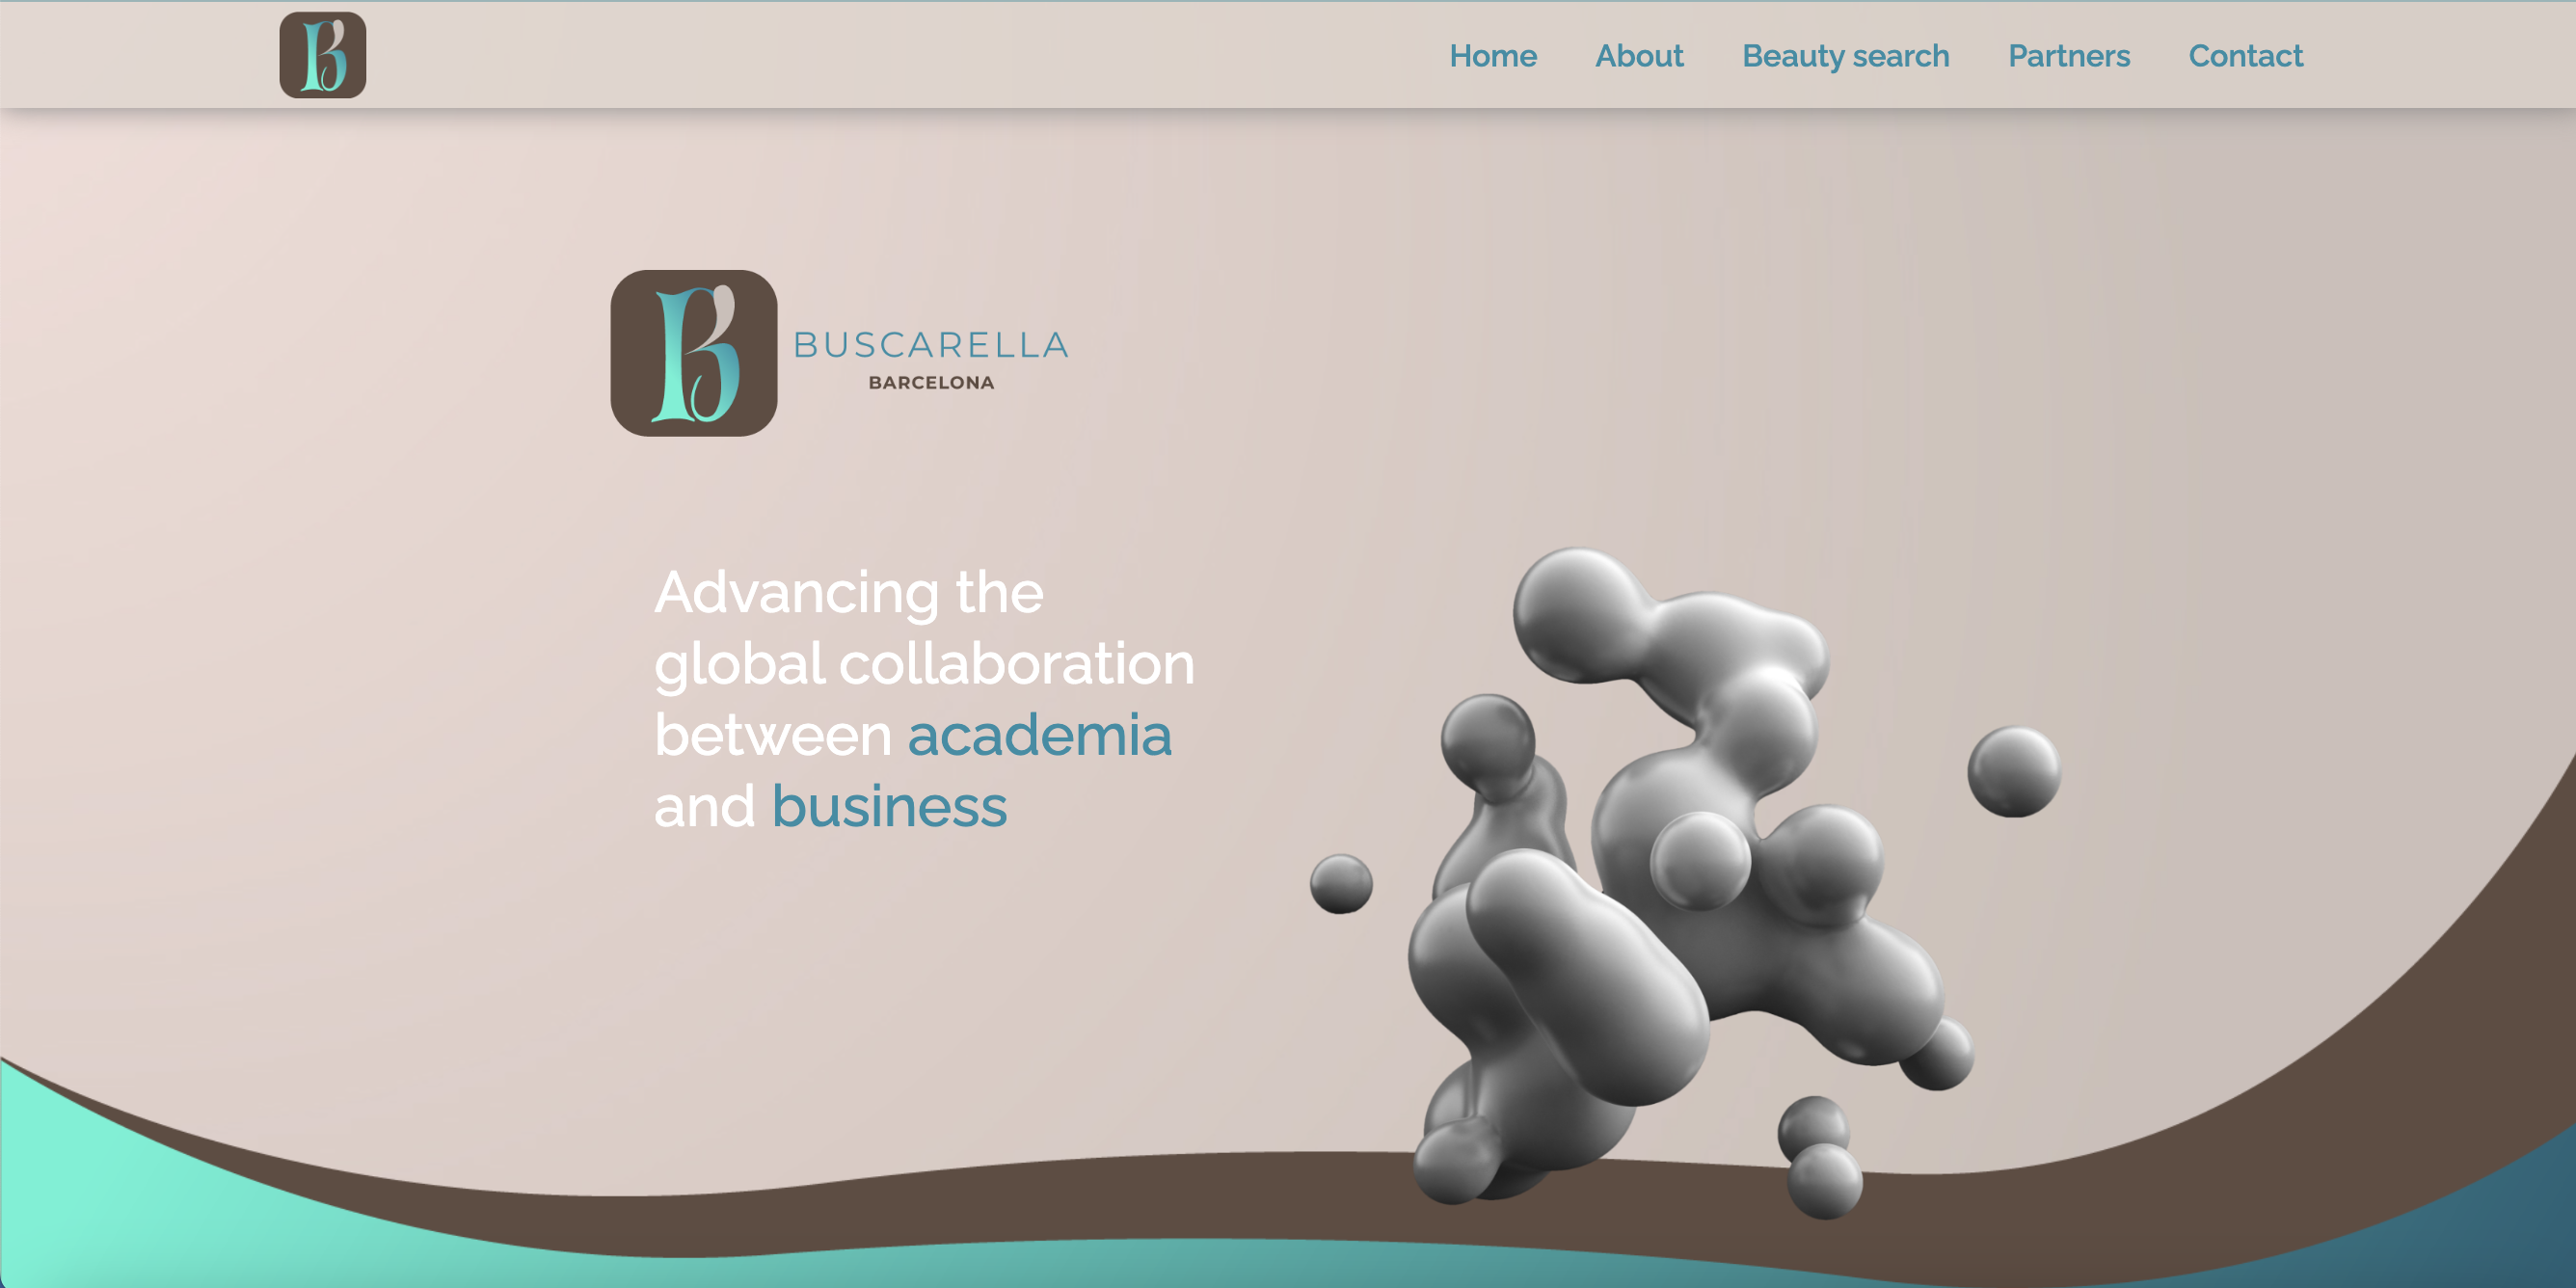 B
Home About Beauty search Partners Contact
B
BUSCARELLA
BARCELONA
Advancing the
global collaboration
between academia
and business